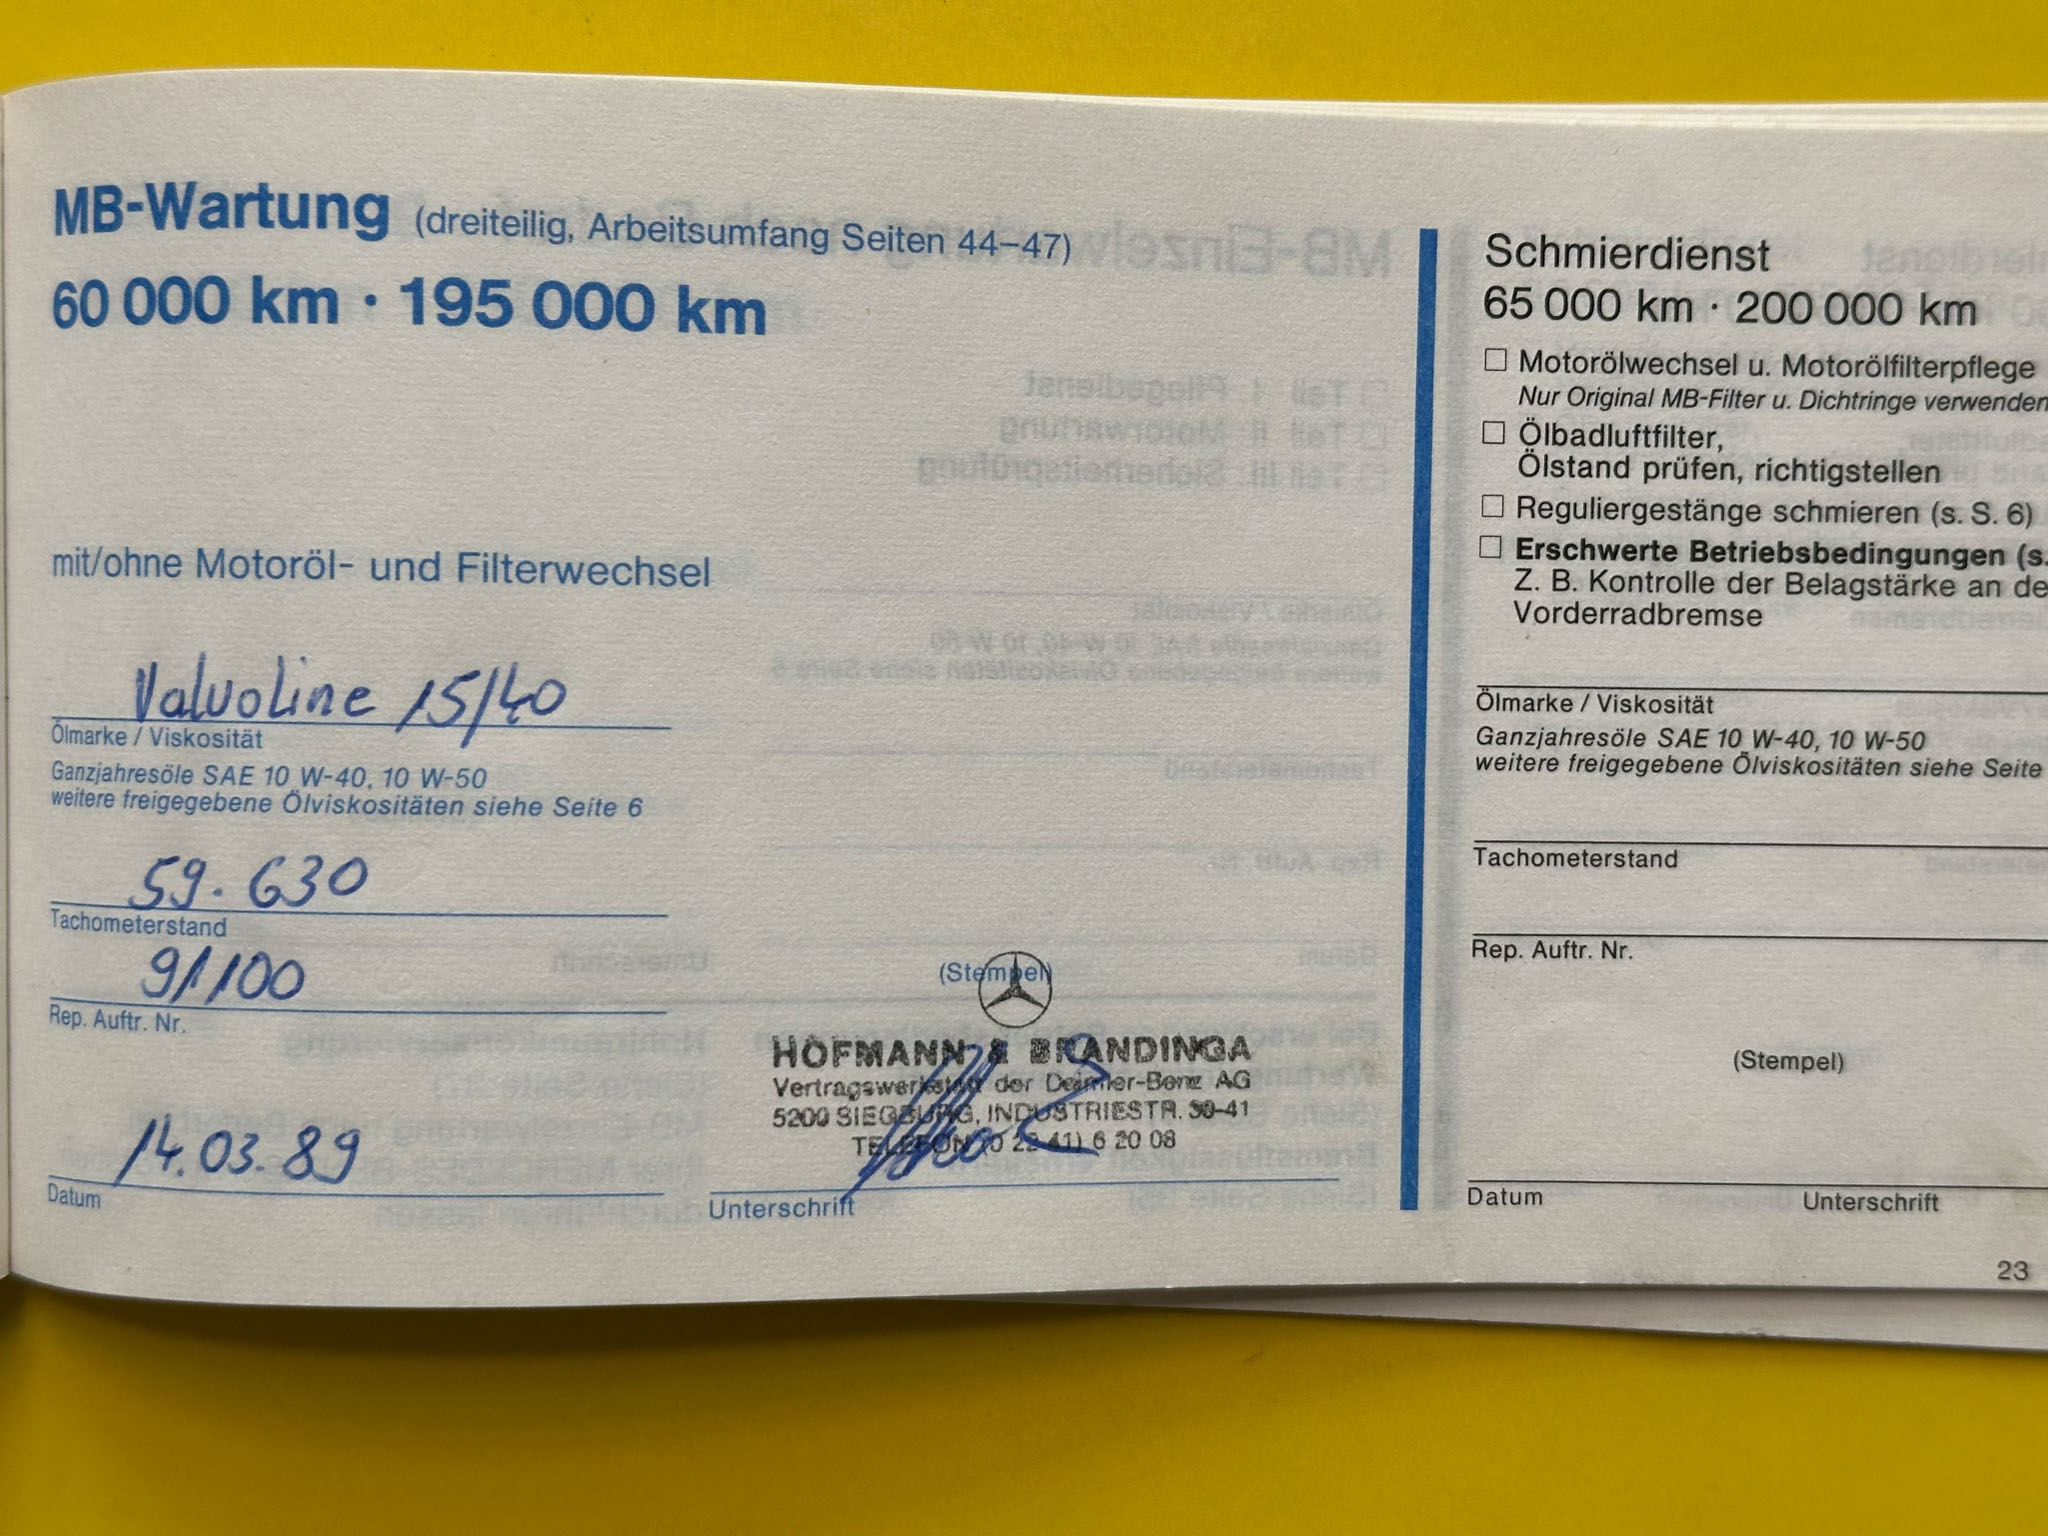 MB-Wartung (dreiteilig, Arbeitsumfang Seiten 44–47)
60 000 km · 195 000 km
mit/ohne Motoröl- und Filterwechsel
Valvoline 15/40
Ölmarke / Viskosität
Ganzjahresöle SAE 10 W-40, 10 W-50
weitere freigegebene Ölviskositäten siehe Seite 6
59.630
Tachometerstand
91100
Rep. Auftr. Nr.
14.03.89
Datum
(Stempel)
HOFMANN & BRANDINGA
Vertragswerkstatt der Daimler-Benz AG
5200 SIEGBURG, INDUSTRIESTR. 39-41
TELEFON (0 22 41) 6 20 08
Unterschrift
Schmierdienst
65 000 km · 200 000 km
Motorölwechsel u. Motorölfilterpflege
Nur Original MB-Filter u. Dichtringe verwenden
Ölbadluftfilter,
Ölstand prüfen, richtigstellen
Reguliergestänge schmieren (s. S. 6)
Erschwerte Betriebsbedingungen (s.
Z. B. Kontrolle der Belagstärke an de
Vorderradbremse
Ölmarke / Viskosität
Ganzjahresöle SAE 10 W-40, 10 W-50
weitere freigegebene Ölviskositäten siehe Seite
Tachometerstand
Rep. Auftr. Nr.
(Stempel)
Datum Unterschrift
23